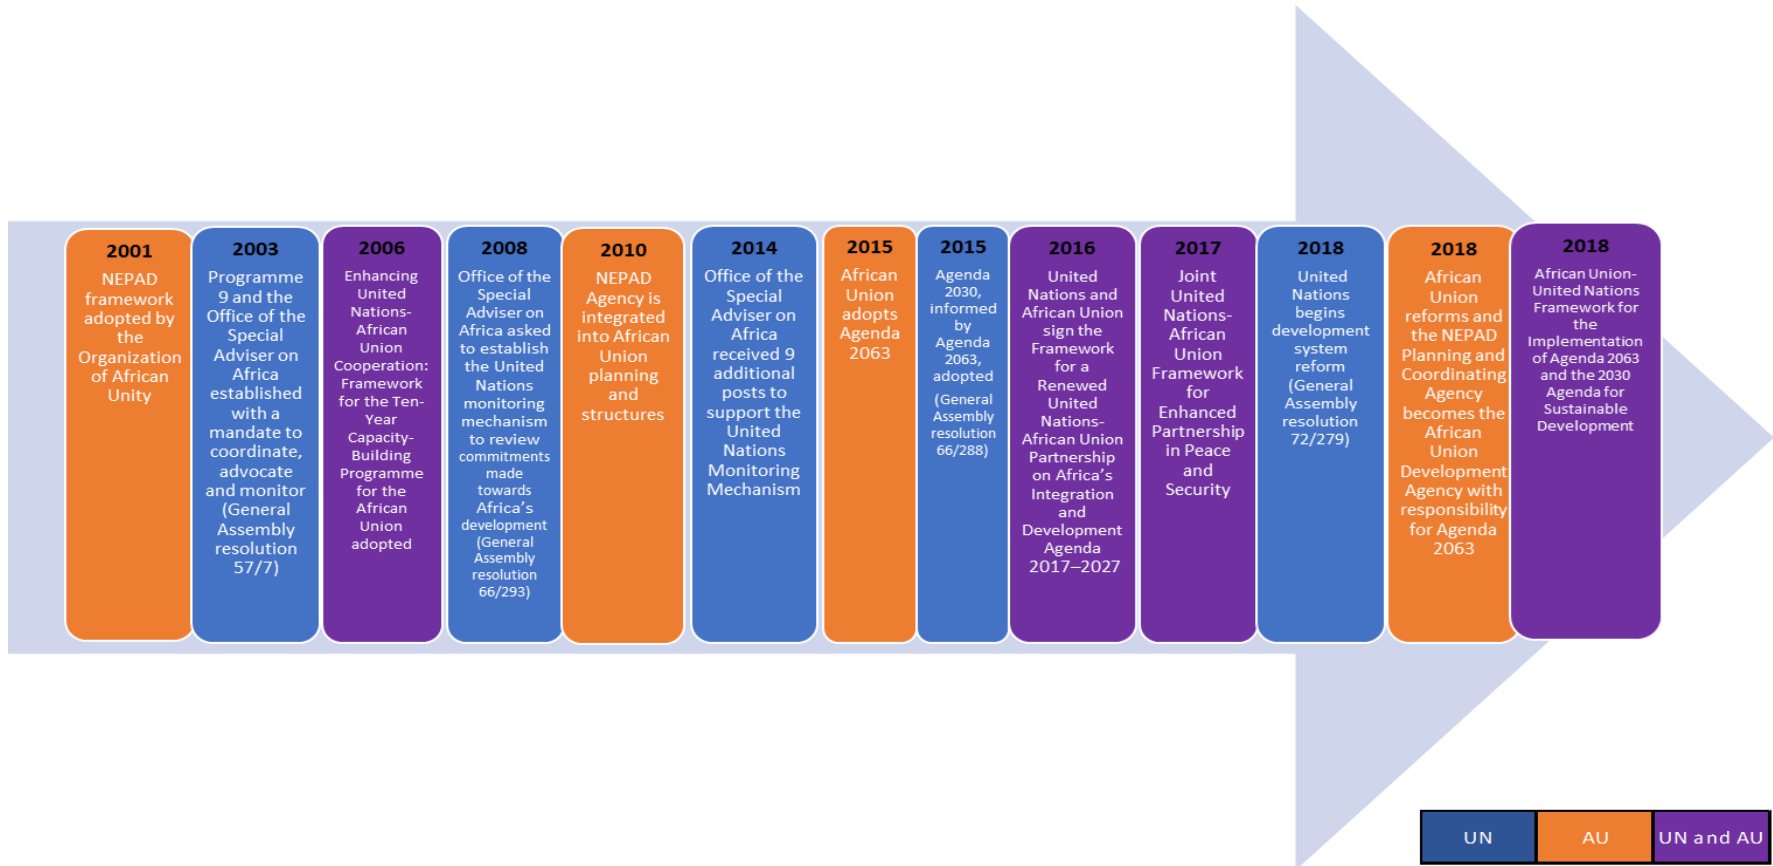 2001
NEPAD
framework
adopted by
the
Organization
of African
Unity
2003
Programme
9 and the
Office of the
Special
Adviser on
Africa
established
with a
mandate to
coordinate,
advocate
and monitor
(General
Assembly
resolution
57/7)
2006
Enhancing
United
Nations-
African
Union
Cooperation:
Framework
for the Ten-
Year
Capacity-
Building
Programme
for the
African
Union
adopted
2008
Office of the
Special
Adviser on
Africa asked
to establish
the United
Nations
monitoring
mechanism
to review
commitments
made
towards
Africa's
development
(General
Assembly
resolution
66/293)
2010
NEPAD
Agency is
integrated
into African
Union
planning
and
structures
2014
Office of the
Special
Adviser on
Africa
received 9
additional
posts to
support the
United
Nations
Monitoring
Mechanism
2015
African
Union
adopts
Agenda
2063
2015
Agenda
2030,
informed
by
Agenda
2063,
adopted
(General
Assembly
resolution
66/288)
2016
United
Nations and
African Union
sign the
Framework
for a
Renewed
United
Nations-
African Union
Partnership
on Africa's
Integration
and
Development
Agenda
2017–2027
2017
Joint
United
Nations-
African
Union
Framework
for
Enhanced
Partnership
in Peace
and
Security
2018
United
Nations
begins
development
system
reform
(General
Assembly
resolution
72/279)
2018
African
Union
reforms and
the NEPAD
Planning and
Coordinating
Agency
becomes the
African
Union
Development
Agency with
responsibility
for Agenda
2063
2018
African Union-
United Nations
Framework for
the
Implementation
of Agenda 2063
and the 2030
Agenda for
Sustainable
Development
UN
AU
UN and AU